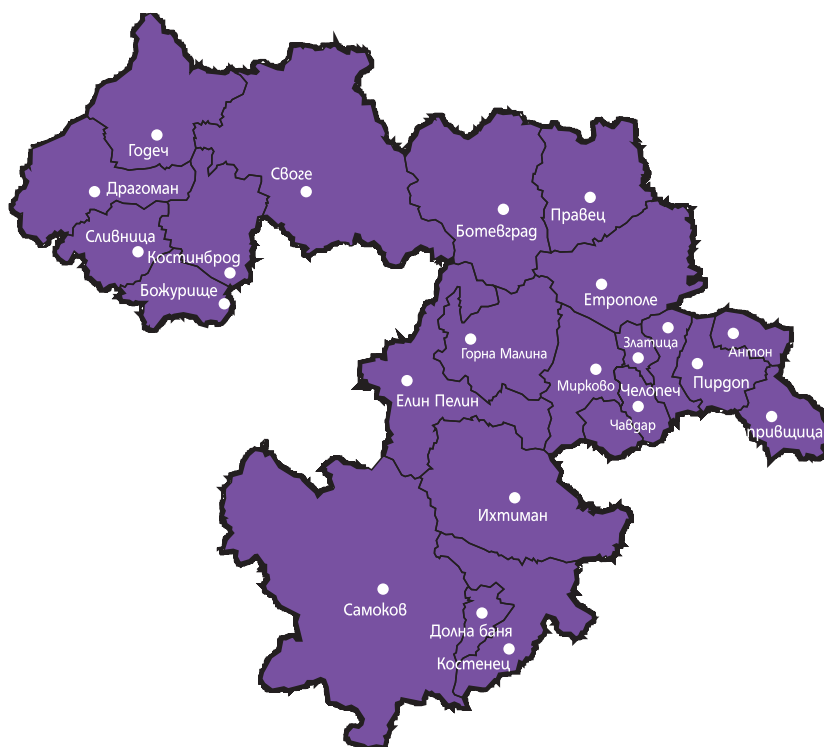 Годеч
Своге
Драгоман
Правец
Ботевград
Сливница
Костинброд
Божурище
Етрополе
Златица
Антон
Горна Малина
Мирково
Пирдоп
Челопеч
Елин Пелин
Чавдар
привщица
Ихтиман
Самоков
Долна баня
Костенец